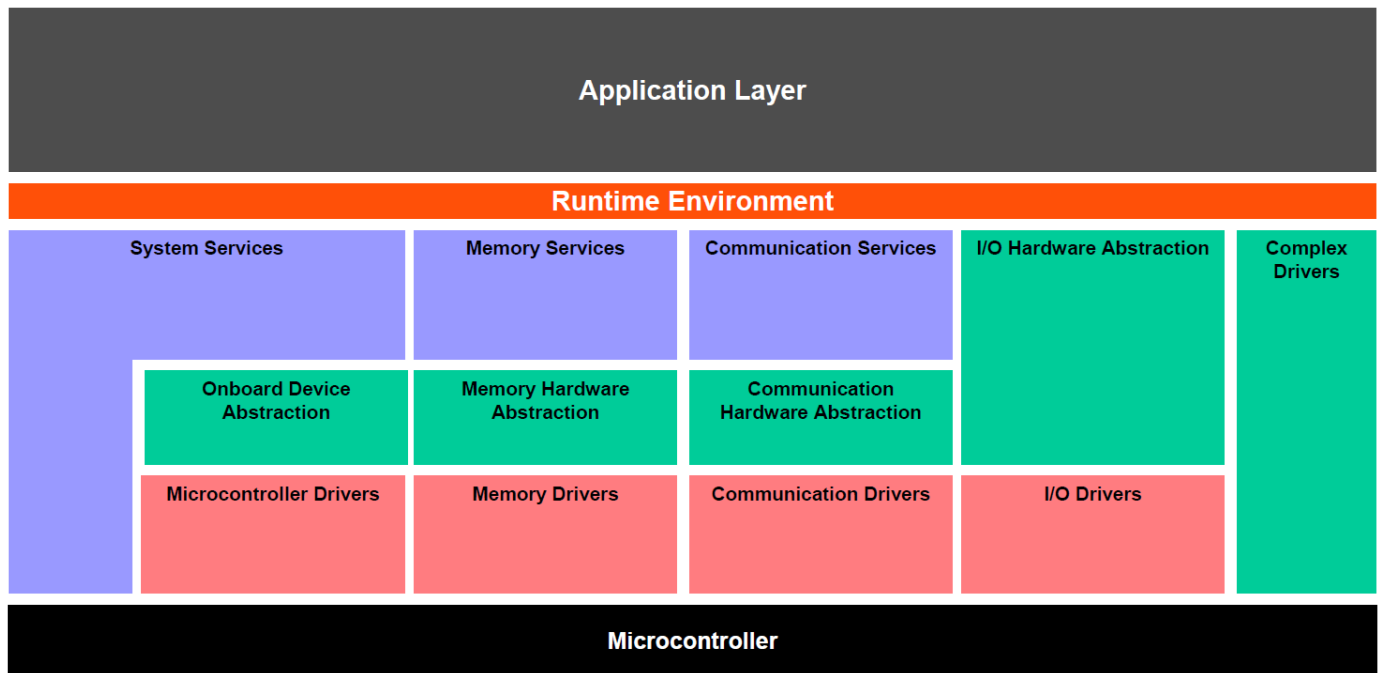 Application Layer
Runtime Environment
System Services
Memory Services
Communication Services
I/O Hardware Abstraction
Complex
Drivers
Onboard Device
Abstraction
Memory Hardware
Abstraction
Communication
Hardware Abstraction
Microcontroller Drivers
Memory Drivers
Communication Drivers
I/O Drivers
Microcontroller